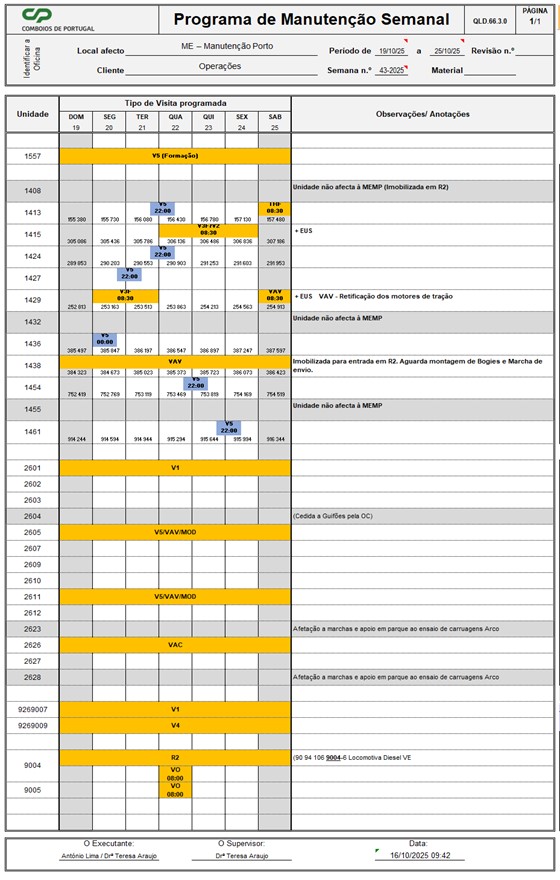 CP
COMBOIOS DE PORTUGAL
Programa de Manutenção Semanal
QLD.66.3.0
PÁGINA
1/1
Identificar a Oficina
Local afecto ME – Manutenção Porto
Período de 19/10/25 a 25/10/25 Revisão n.º
Cliente Operações
Semana n.º 43-2025 Material
Unidade
Tipo de Visita programada
Observações/ Anotações
DOM SEG TER QUA QUI SEX SAB
19 20 21 22 23 24 25
1557 V5 (Formação)
1408 Unidade não afecta à MEMP (Imobilizada em R2)
1413 V5 22:00 08:30
155 380 155 730 156 080 156 430 156 780 157 130 157 480
1415 V3F/V2 08:30 + EUS
305 086 305 436 305 786 306 136 306 486 306 836 307 186
1424 V5 22:00
289 853 290 203 290 553 290 903 291 253 291 603 291 953
1427 V5 22:00
1429 V3F 08:30 VAV 08:30 + EUS VAV - Retificação dos motores de tração
252 813 253 163 253 513 253 863 254 213 254 563 254 913
1432 Unidade não afecta à MEMP
1436 V5 00:00
385 497 385 847 386 197 386 547 386 897 387 247 387 597
1438 VAV Imobilizada para entrada em R2. Aguarda montagem de Bogies e Marcha de envio.
384 323 384 673 385 023 385 373 385 723 386 073 386 423
1454 V5 22:00
752 419 752 769 753 119 753 469 753 819 754 169 754 519
1455 Unidade não afecta à MEMP
1461 V5 22:00
914 244 914 594 914 944 915 294 915 644 915 994 916 344
2601 V1
2602
2603
2604 (Cedida a Guifões pela OC)
2605 V5/VAV/MOD
2607
2609
2610
2611 V5/VAV/MOD
2612
2623 Afetação a marchas e apoio em parque ao ensaio de carruagens Arco
2626 VAC
2627
2628 Afetação a marchas e apoio em parque ao ensaio de carruagens Arco
9269007 V1
9269009 V4
9004 R2 (90 94 106 9004-6 Locomotiva Diesel VE
VO 08:00
9005 VO 08:00
O Executante: O Supervisor: Data:
António Lima / Drª Teresa Araujo Drª Teresa Araujo 16/10/2025 09:42